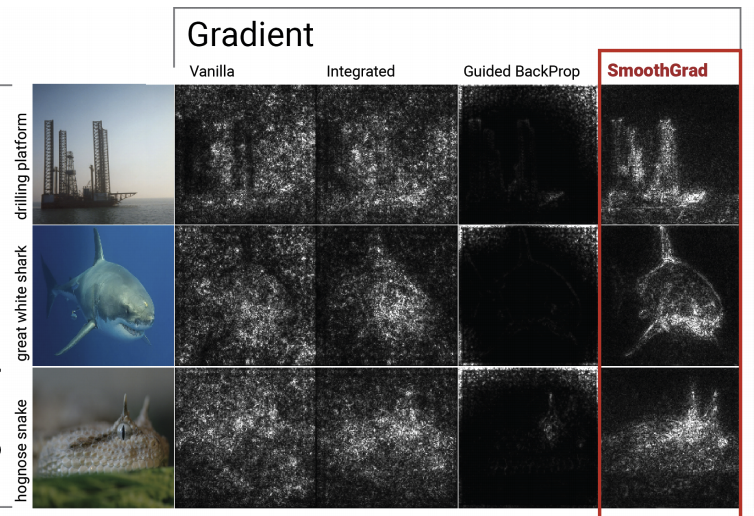 Gradient
Vanilla Integrated Guided BackProp SmoothGrad
drilling platform
great white shark
hognose snake